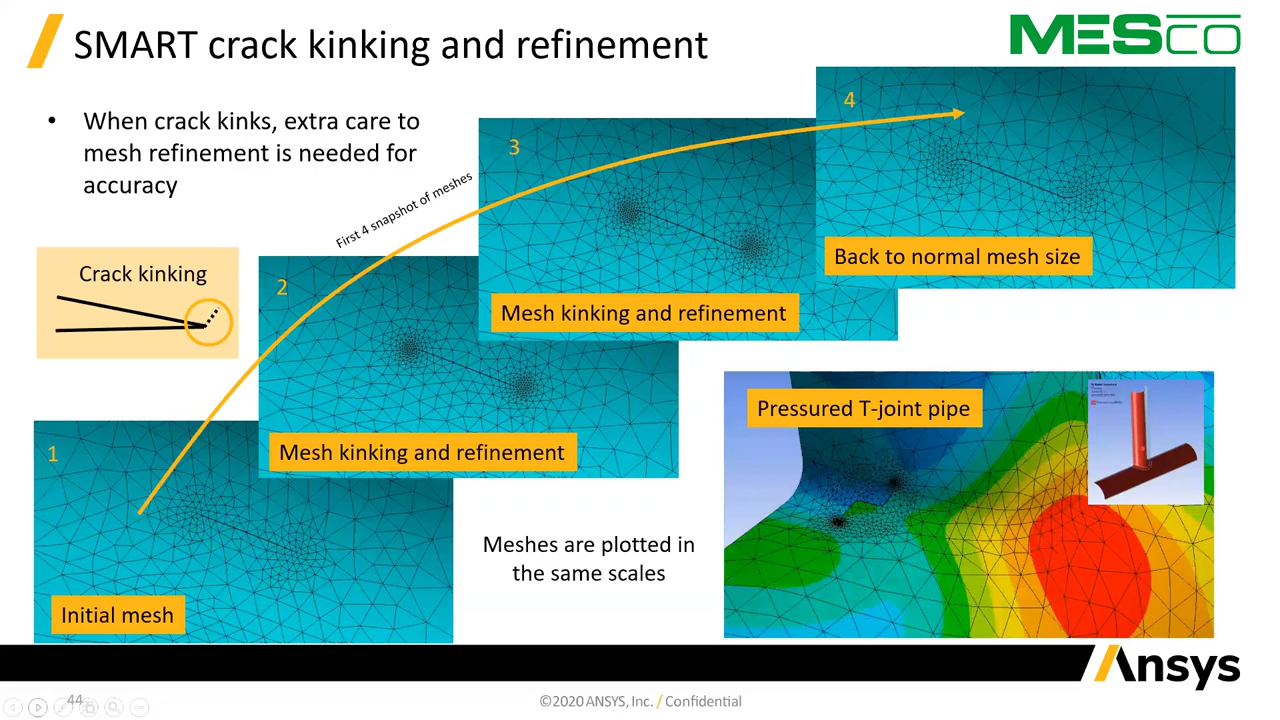 SMART crack kinking and refinement
MESCO
• When crack kinks, extra care to
mesh refinement is needed for
accuracy
First 4 snapshot of meshes
Crack kinking
1
Initial mesh
2
Mesh kinking and refinement
3
Mesh kinking and refinement
4
Back to normal mesh size
Meshes are plotted in
the same scales
Pressured T-joint pipe
Ansys
44
©2020 ANSYS, Inc. / Confidential